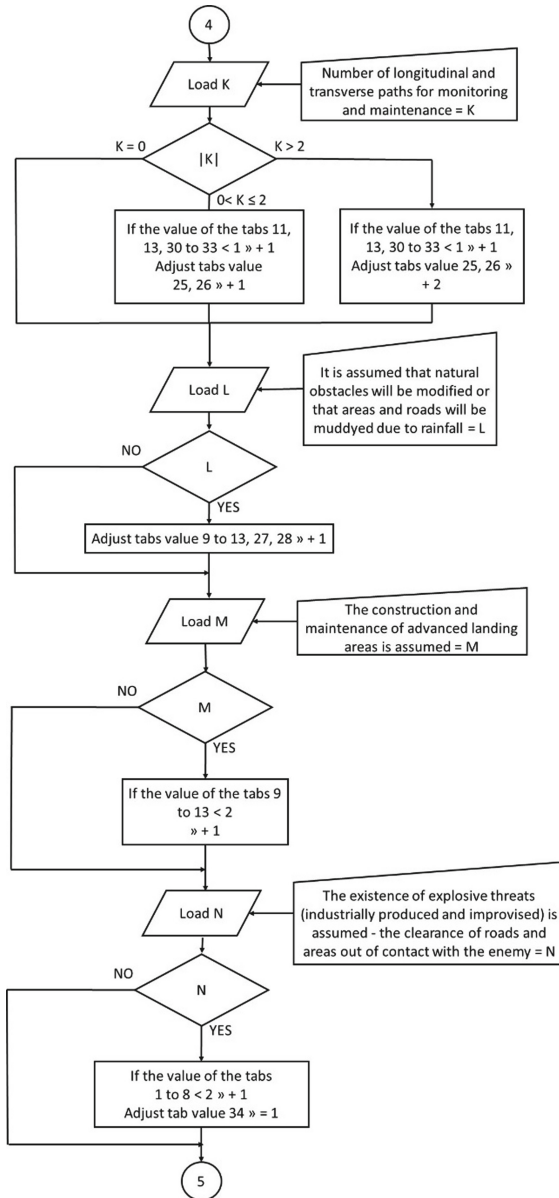 4
Load K
Number of longitudinal and
transverse paths for monitoring
and maintenance = K
K = 0
|K|
K > 2
0< K ≤ 2
If the value of the tabs 11,
13, 30 to 33 < 1 » + 1
Adjust tabs value
25, 26 » + 1
If the value of the tabs 11,
13, 30 to 33 < 1 » + 1
Adjust tabs value 25, 26 »
+ 2
Load L
It is assumed that natural
obstacles will be modified or
that areas and roads will be
muddyed due to rainfall = L
NO
L
YES
Adjust tabs value 9 to 13, 27, 28 » + 1
Load M
The construction and
maintenance of advanced landing
areas is assumed = M
NO
M
YES
If the value of the tabs 9
to 13 < 2
» + 1
Load N
The existence of explosive threats
(industrially produced and improvised) is
assumed - the clearance of roads and
areas out of contact with the enemy = N
NO
N
YES
If the value of the tabs
1 to 8 < 2 » + 1
Adjust tab value 34 » = 1
5